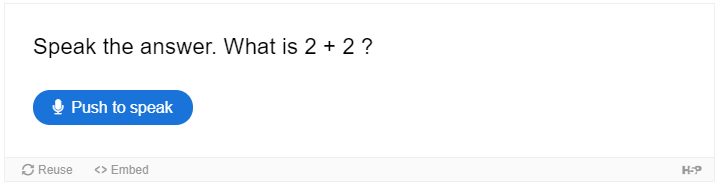 Speak the answer. What is 2 + 2 ?
Push to speak
Reuse <> Embed H5P